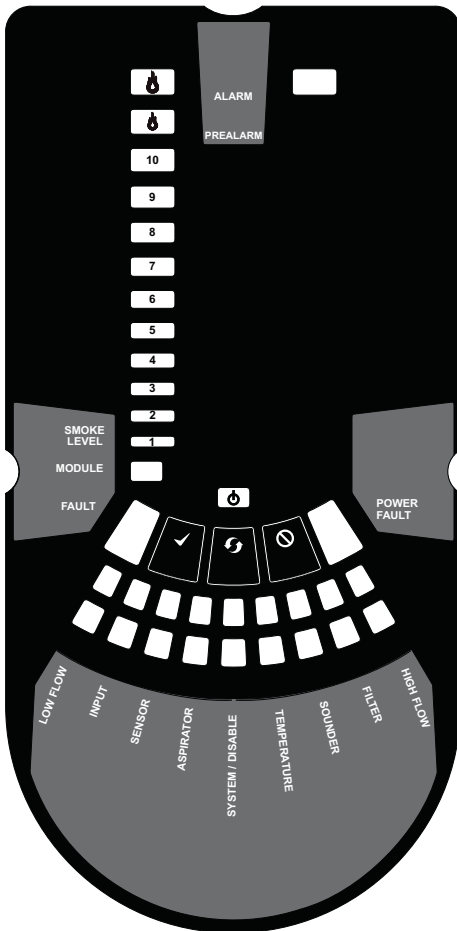 ALARM
PREALARM
10
9
8
7
6
5
4
3
2
1
SMOKE
LEVEL
MODULE
FAULT
POWER
FAULT
LOW FLOW
INPUT
SENSOR
ASPIRATOR
SYSTEM / DISABLE
TEMPERATURE
SOUNDER
FILTER
HIGH FLOW